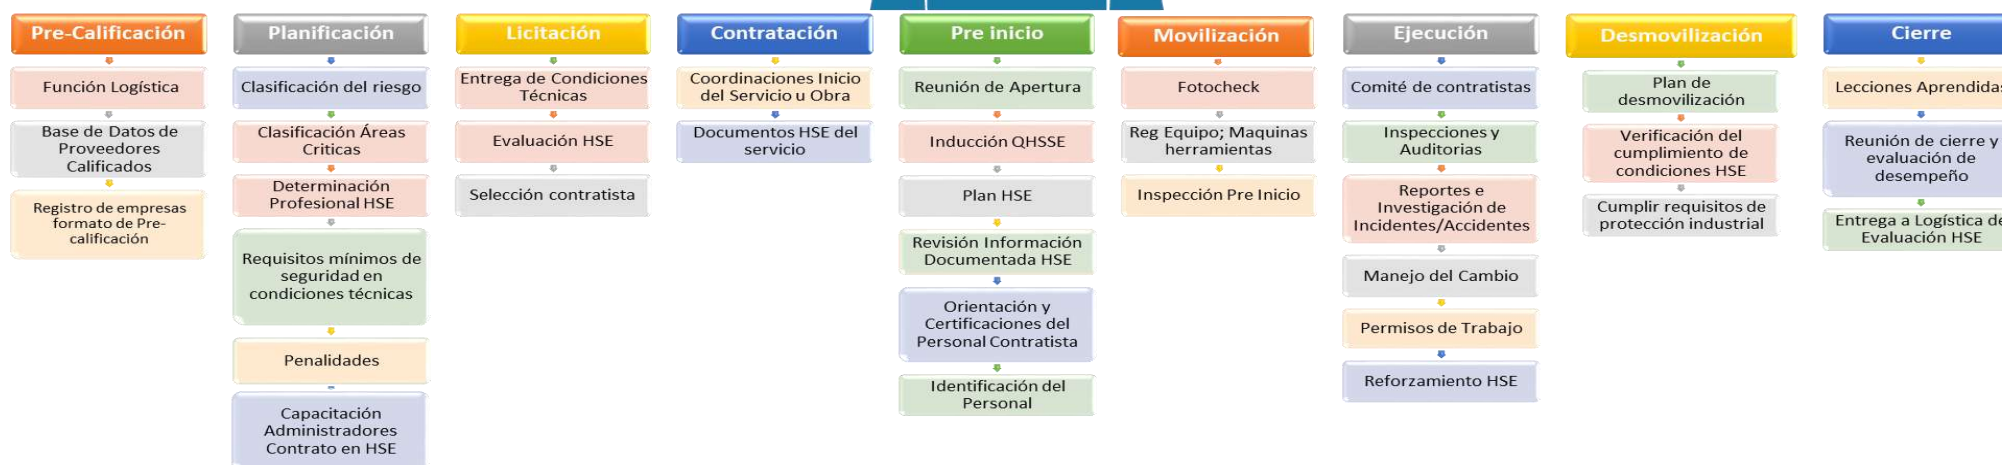 Pre-Calificación
Función Logística
Base de Datos de
Proveedores
Calificados
Registro de empresas
formato de Pre-
calificación
Planificación
Clasificación del riesgo
Clasificación Áreas
Criticas
Determinación
Profesional HSE
Requisitos mínimos de
seguridad en
condiciones técnicas
Penalidades
Capacitación
Administradores
Contrato en HSE
Licitación
Entrega de Condiciones
Técnicas
Evaluación HSE
Selección contratista
Contratación
Coordinaciones Inicio
del Servicio u Obra
Documentos HSE del
servicio
Pre inicio
Reunión de Apertura
Inducción QHSSE
Plan HSE
Revisión Información
Documentada HSE
Orientación y
Certificaciones del
Personal Contratista
Identificación del
Personal
Movilización
Fotocheck
Reg Equipo; Maquinas
herramientas
Inspección Pre Inicio
Ejecución
Comité de contratistas
Inspecciones y
Auditorias
Reportes e
Investigación de
Incidentes/Accidentes
Manejo del Cambio
Permisos de Trabajo
Reforzamiento HSE
Desmovilización
Plan de
desmovilización
Verificación del
cumplimiento de
condiciones HSE
Cumplir requisitos de
protección industrial
Cierre
Lecciones Aprendidas
Reunión de cierre y
evaluación de
desempeño
Entrega a Logística de
Evaluación HSE